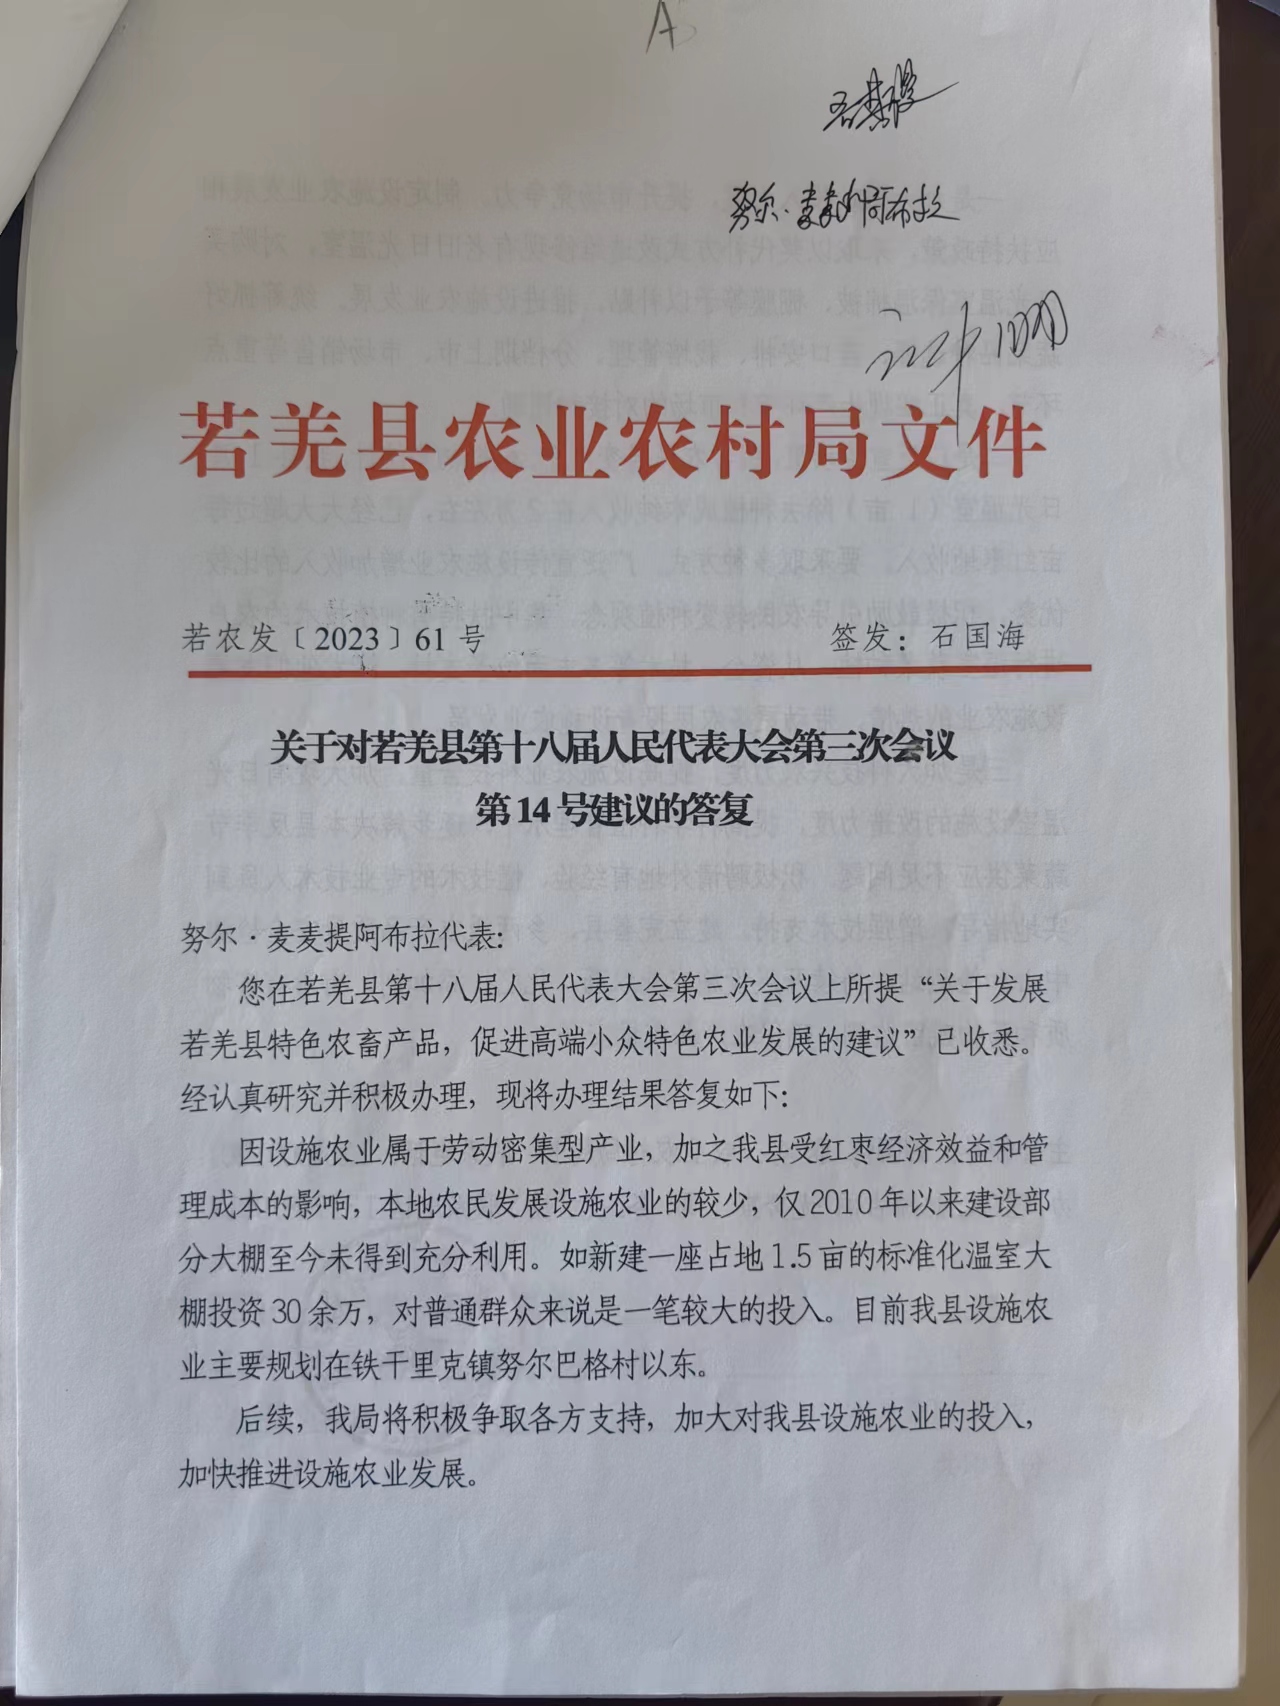 A
努尔·麦麦提阿布拉
若羌县农业农村局文件
若农发〔2023〕61号
签发：石国海
关于对若羌县第十八届人民代表大会第三次会议
第14号建议的答复
努尔·麦麦提阿布拉代表：
您在若羌县第十八届人民代表大会第三次会议上所提“关于发展
若羌县特色农畜产品，促进高端小众特色农业发展的建议”已收悉。
经认真研究并积极办理，现将办理结果答复如下：
因设施农业属于劳动密集型产业，加之我县受红枣经济效益和管
理成本的影响，本地农民发展设施农业的较少，仅2010年以来建设部
分大棚至今未得到充分利用。如新建一座占地1.5亩的标准化温室大
棚投资30余万，对普通群众来说是一笔较大的投入。目前我县设施农
业主要规划在铁干里克镇努尔巴格村以东。
后续，我局将积极争取各方支持，加大对我县设施农业的投入，
加快推进设施农业发展。